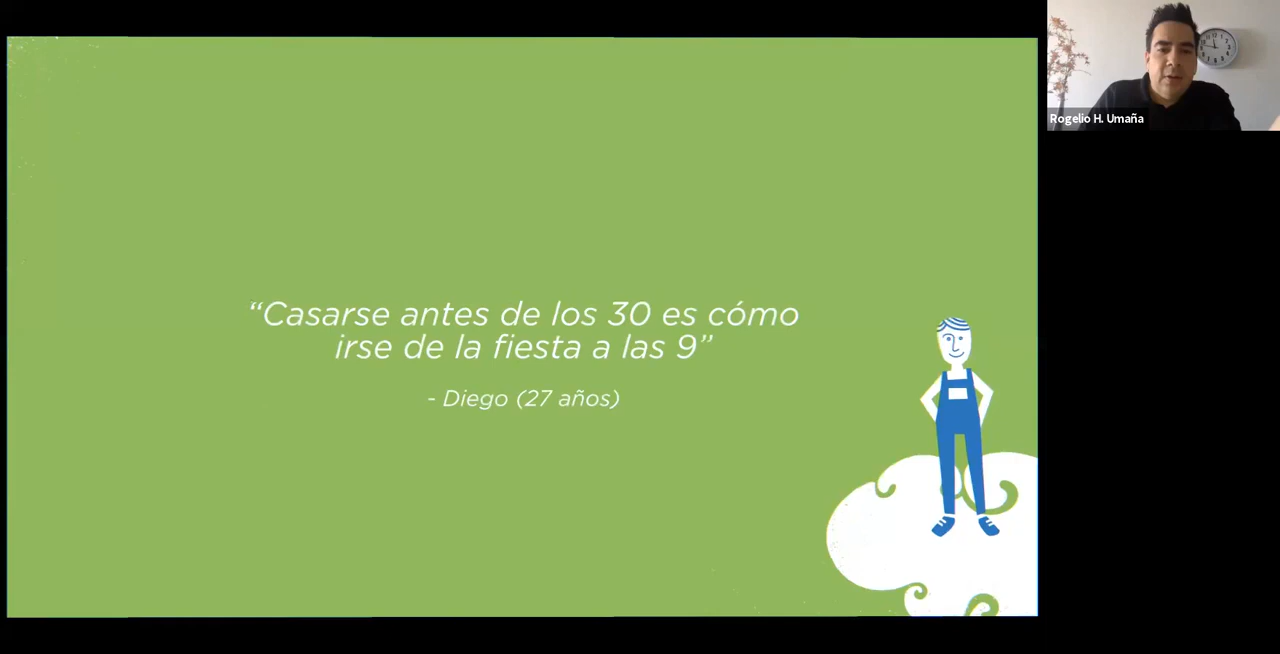 Rogelio H. Umaña
“Casarse antes de los 30 es cómo
irse de la fiesta a las 9”
- Diego (27 años)